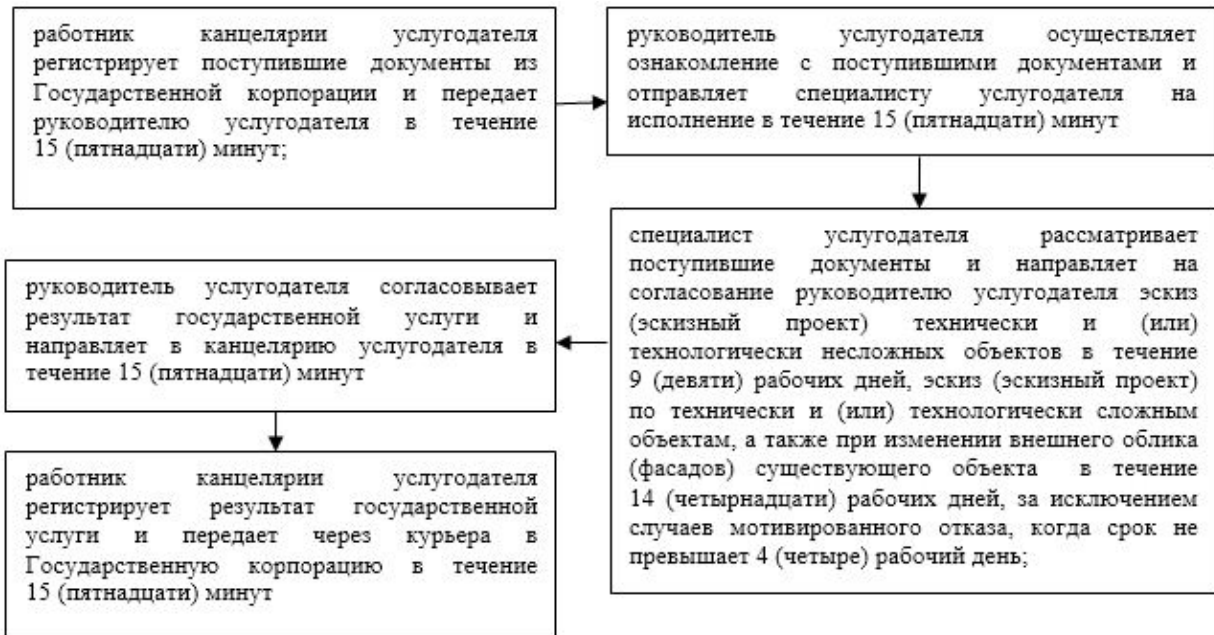 работник канцелярии услугодателя
регистрирует поступившие документы из
Государственной корпорации и передает
руководителю услугодателя в течение
15 (пятнадцати) минут;
руководитель услугодателя осуществляет
ознакомление с поступившими документами и
отправляет специалисту услугодателя на
исполнение в течение 15 (пятнадцати) минут
специалист услугодателя рассматривает
поступившие документы и направляет на
согласование руководителю услугодателя эскиз
(эскизный проект) технически и (или)
технологически несложных объектов в течение
9 (девяти) рабочих дней, эскиз (эскизный проект)
по технически и (или) технологически сложным
объектам, а также при изменении внешнего облика
(фасадов) существующего объекта в течение
14 (четырнадцати) рабочих дней, за исключением
случаев мотивированного отказа, когда срок не
превышает 4 (четыре) рабочий день;
руководитель услугодателя согласовывает
результат государственной услуги и
направляет в канцелярию услугодателя в
течение 15 (пятнадцати) минут
работник канцелярии услугодателя
регистрирует результат государственной
услуги и передает через курьера в
Государственную корпорацию в течение
15 (пятнадцати) минут